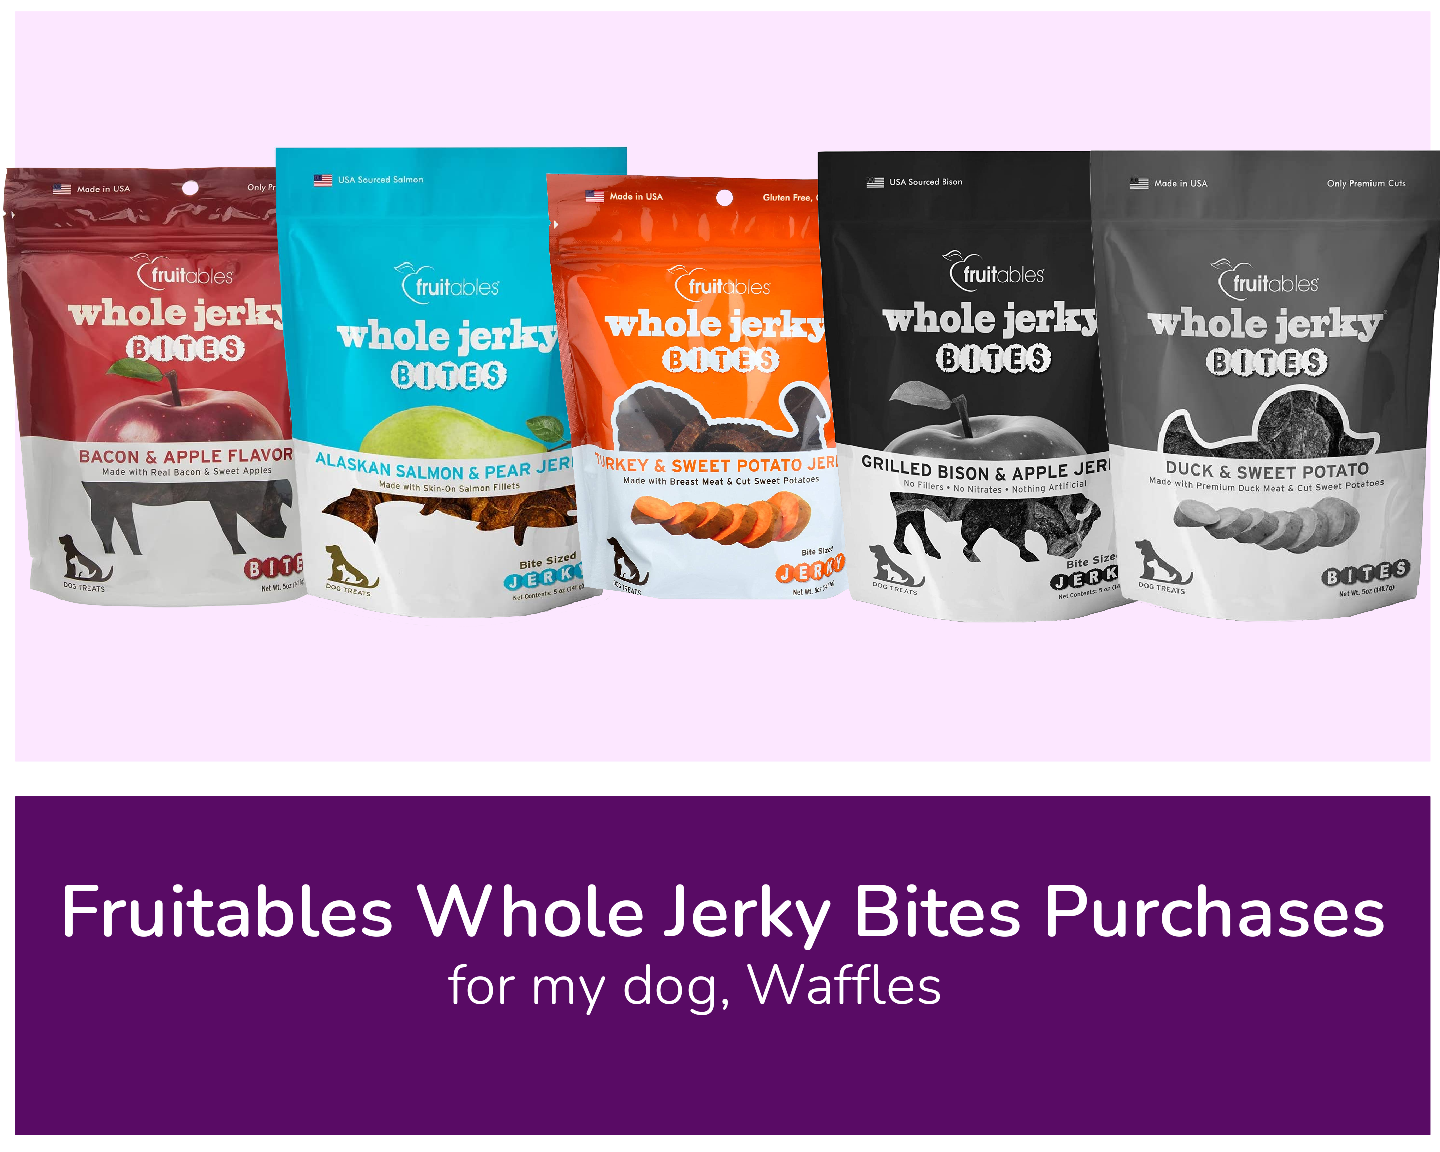 Made in USA
Only Pr
fruitables
whole jerky
BITES
BACON & APPLE FLAVOR
Made with Real Bacon & Sweet Apples
DOG TREATS
BITE
Net Wt. 5oz
USA Sourced Salmon
fruitables
whole jerky
BITES
ALASKAN SALMON & PEAR JER
Made with Skin-On Salmon Fillets
DOG TREATS
Bite Sized
JERKY
Net Contents: 5 oz
Made in USA
Gluten Free,
fruitables
whole jerky
BITES
TURKEY & SWEET POTATO JER
Made with Breast Meat & Cut Sweet Potatoes
DOG TREATS
Bite Sized
JERKY
Net Wt. 5oz
USA Sourced Bison
fruitables
whole jerky
BITES
GRILLED BISON & APPLE JER
No Fillers • No Nitrates • Nothing Artificial
DOG TREATS
Bite Size
JERK
Net Contents: 5 oz
Made in USA
Only Premium Cuts
fruitables
whole jerky
BITES
DUCK & SWEET POTATO
Made with Premium Duck Meat & Cut Sweet Potatoes
DOG TREATS
BITES
Net Wt. 5oz (141.7g)
Fruitables Whole Jerky Bites Purchases
for my dog, Waffles